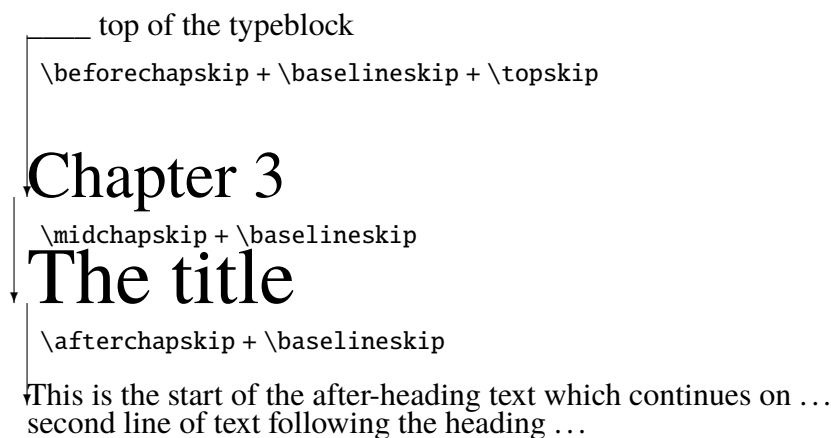 top of the typeblock
\beforechapskip + \baselineskip + \topskip
Chapter 3
\midchapskip + \baselineskip
The title
\afterchapskip + \baselineskip
This is the start of the after-heading text which continues on …
second line of text following the heading …